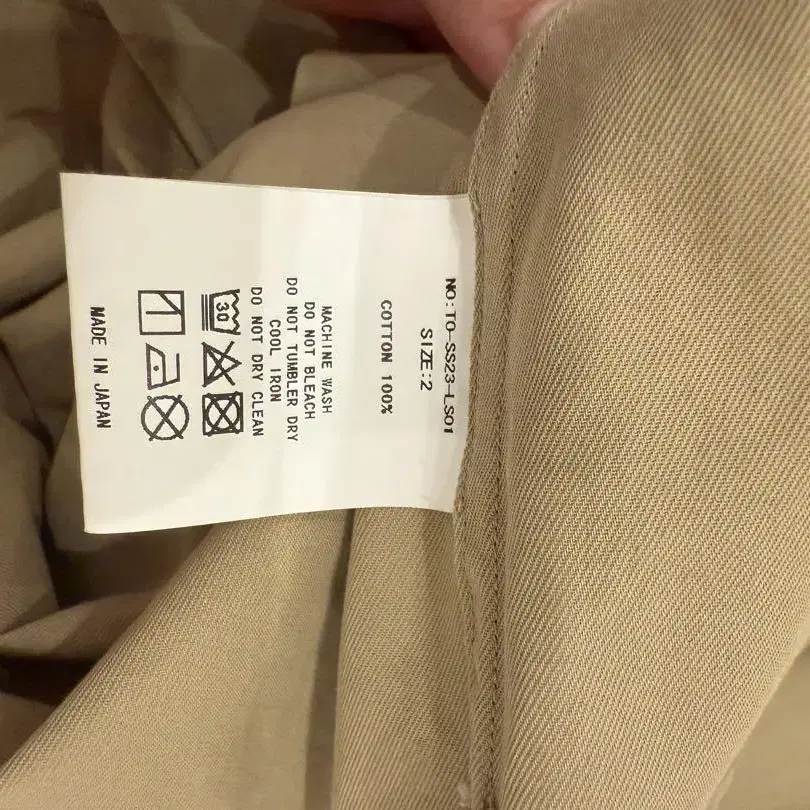 NO:TO-SS23-LS01
SIZE:2
COTTON 100%
MACHINE WASH
DO NOT BLEACH
DO NOT TUMBLER DRY
COOL IRON
DO NOT DRY CLEAN
30
MADE IN JAPAN